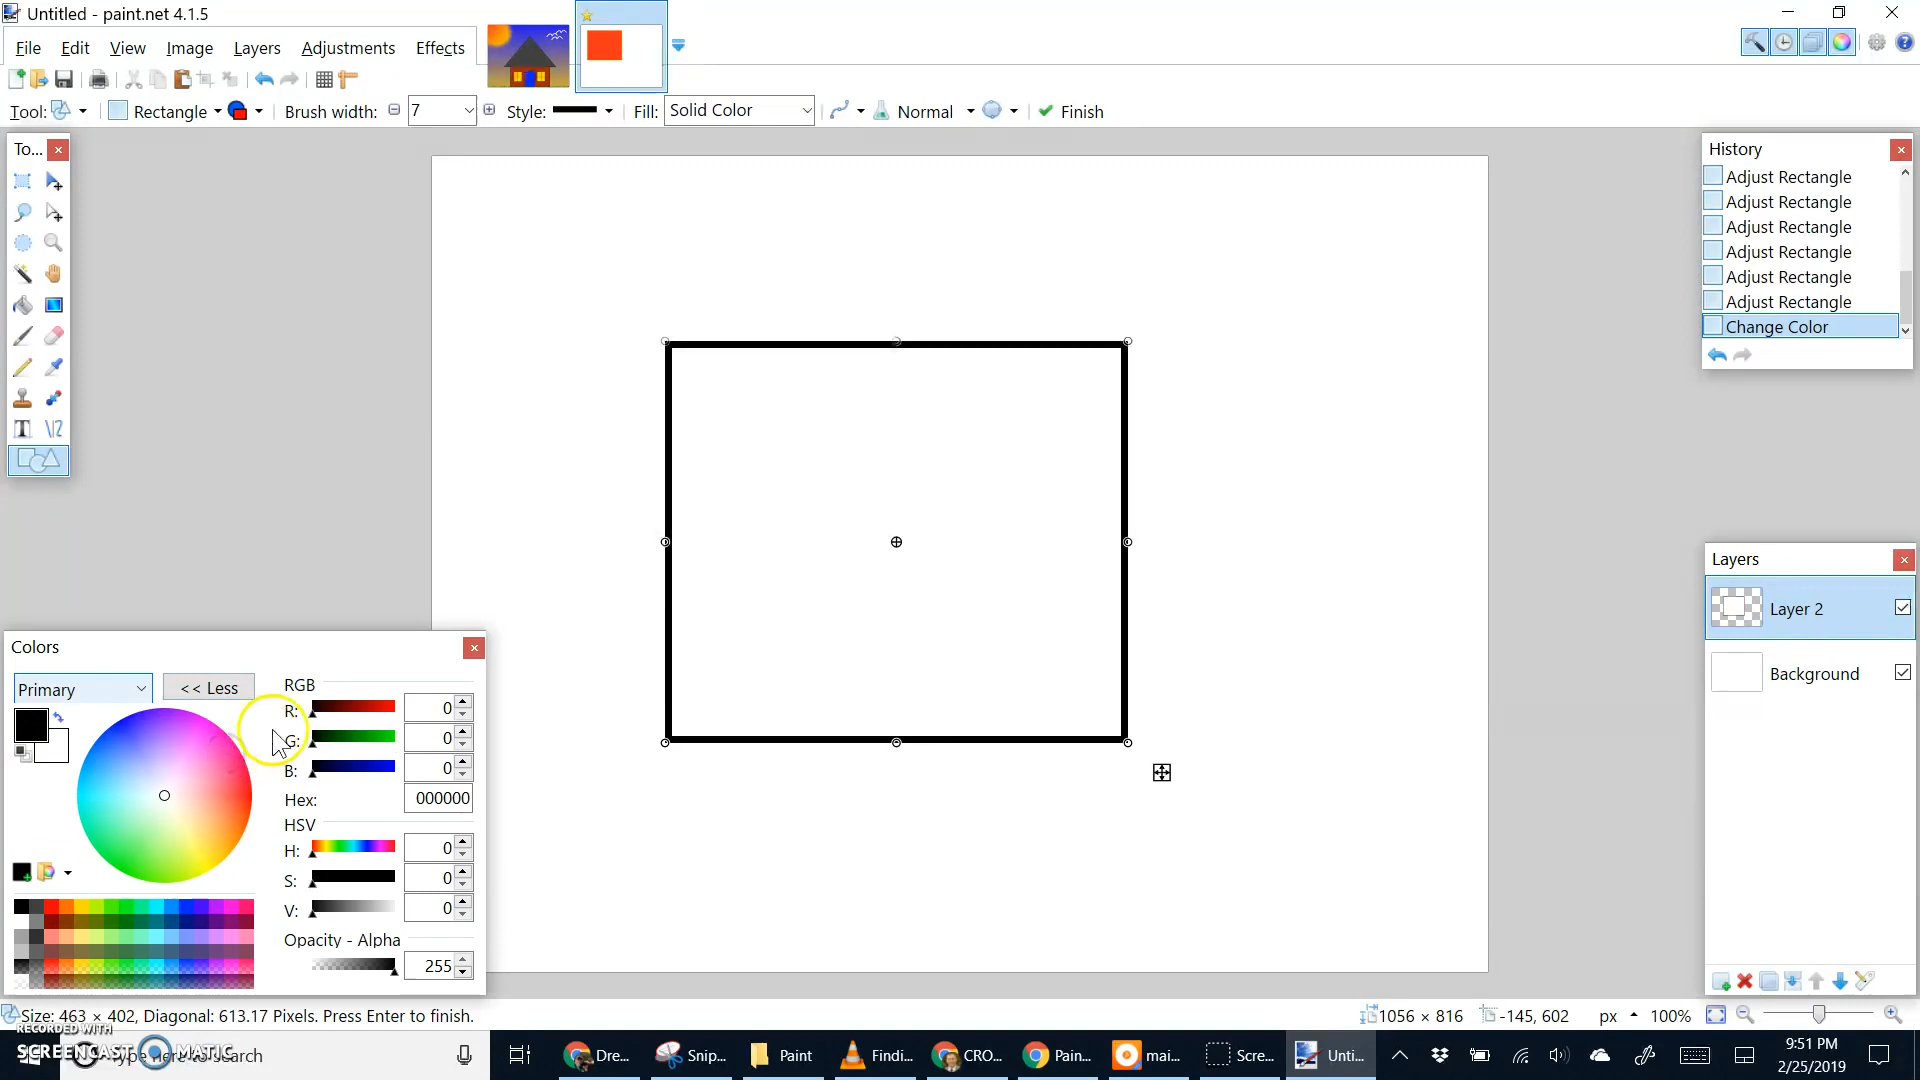 Untitled - paint.net 4.1.5
File Edit View Image Layers Adjustments Effects
Tool: Rectangle Brush width: 7 Style: Fill: Solid Color Normal Finish
To...
History
Adjust Rectangle
Adjust Rectangle
Adjust Rectangle
Adjust Rectangle
Adjust Rectangle
Adjust Rectangle
Change Color
Layers
Layer 2
Background
Colors
Primary << Less
RGB
R: 0
G: 0
B: 0
Hex: 000000
HSV
H: 0
S: 0
V: 0
Opacity - Alpha
255
Size: 463 × 402, Diagonal: 613.17 Pixels. Press Enter to finish.
1056 × 816 -145, 602 px 100%
RECORDED WITH
SCREENCAST MATIC
Type here to search
Dre... Snip... Paint Findi... CRO... Pain... mai... Scre... Unti...
9:51 PM
2/25/2019